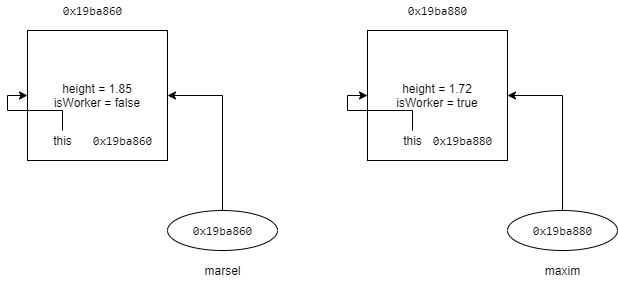 0x19ba860
height = 1.85
isWorker = false
this 0x19ba860
0x19ba860
marsel
0x19ba880
height = 1.72
isWorker = true
this 0x19ba880
0x19ba880
maxim